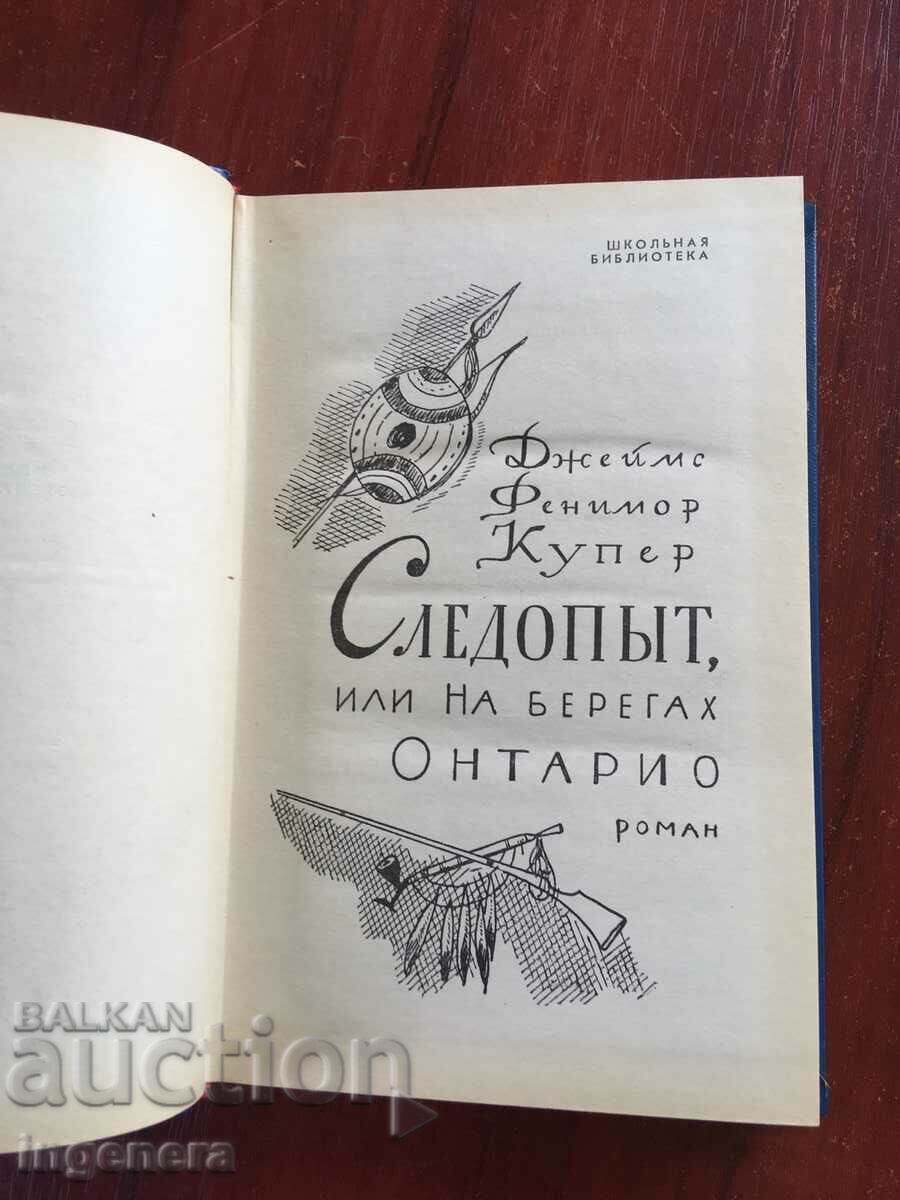 ШКОЛЬНАЯ
БИБЛИОТЕКА
Джеймс
Фенимор
Купер
СЛЕДОПЫТ,
ИЛИ НА БЕРЕГАХ
ОНТАРИО
РОМАН
BALKAN
auction
ingenera